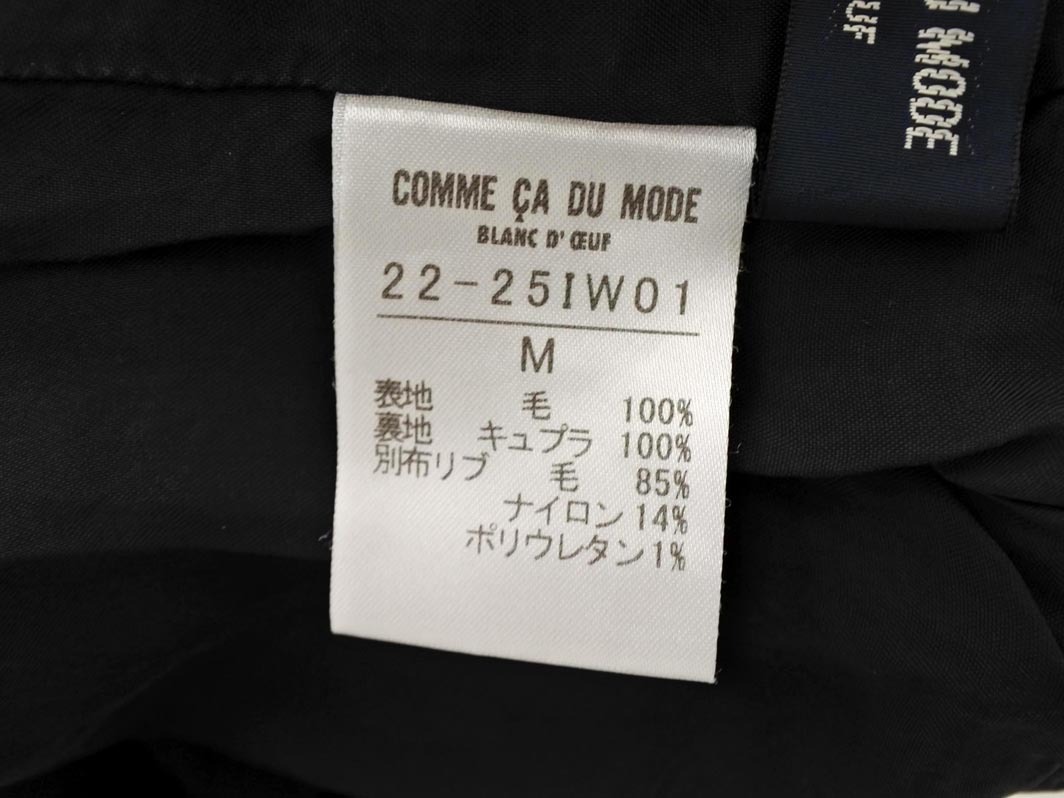 COMME ÇA DU MODE
BLANC D'ŒUF
22-25IW01
M
表地 毛 100%
裏地 キュプラ 100%
別布リブ 毛 85%
ナイロン 14%
ポリウレタン 1%
MODE